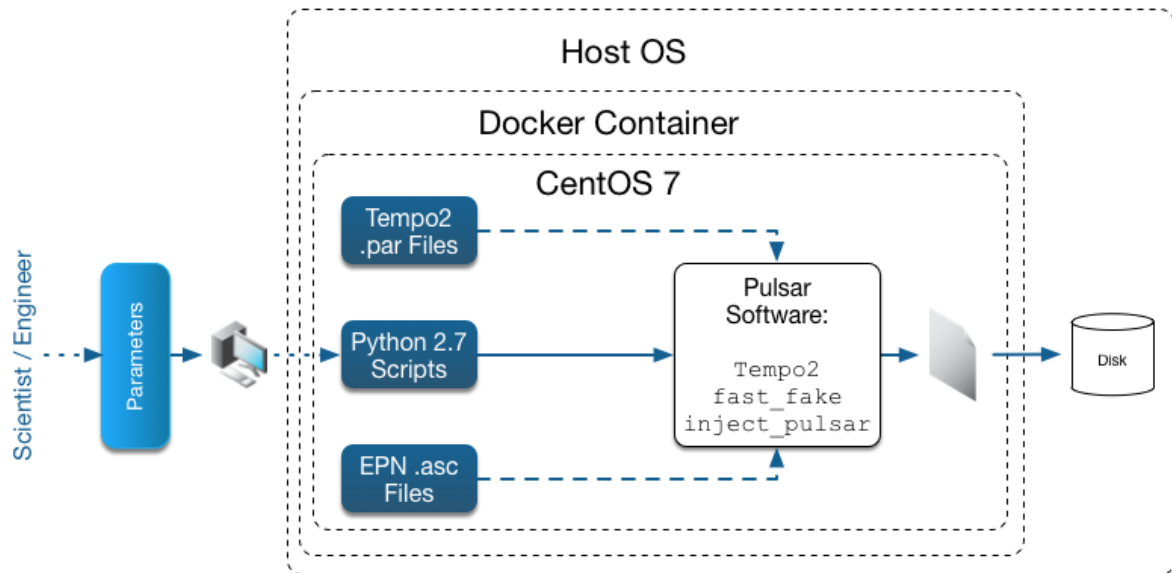 Host OS
Docker Container
CentOS 7
Scientist / Engineer
Parameters
Tempo2
.par Files
Python 2.7
Scripts
EPN .asc
Files
Pulsar
Software:
Tempo2
fast_fake
inject_pulsar
Disk